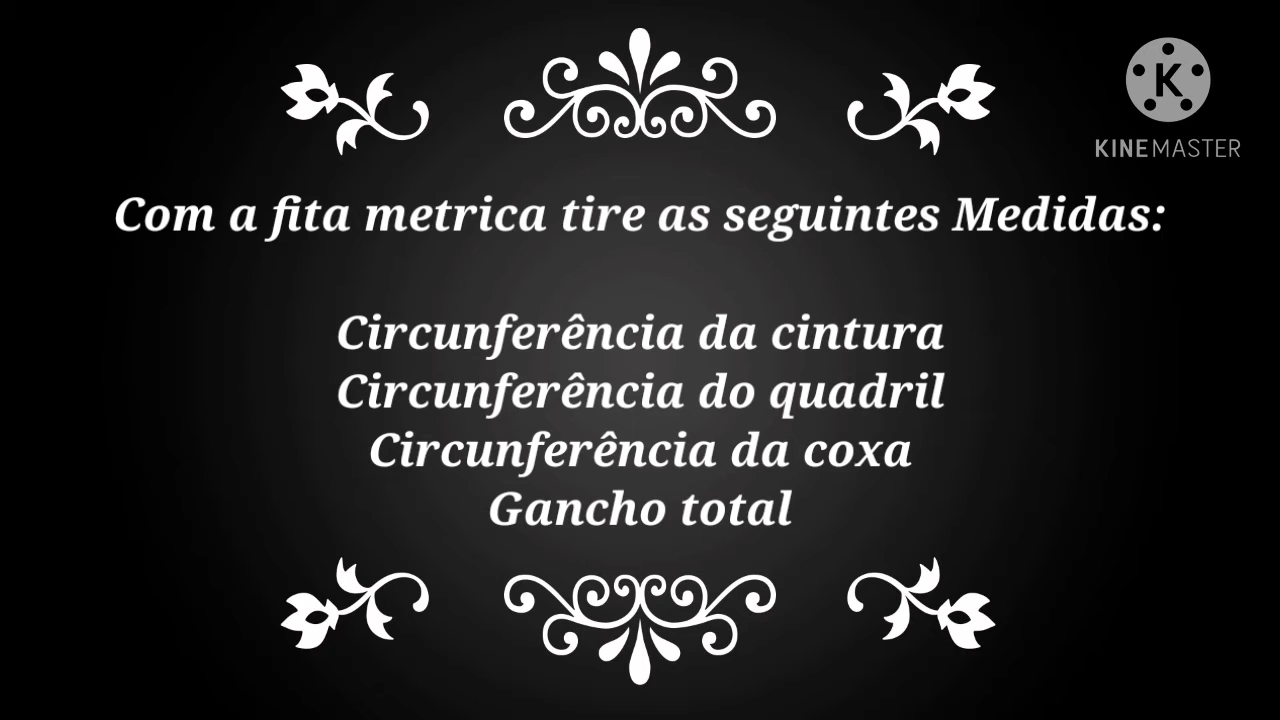 KINEMASTER
Com a fita metrica tire as seguintes Medidas:
Circunferência da cintura
Circunferência do quadril
Circunferência da coxa
Gancho total